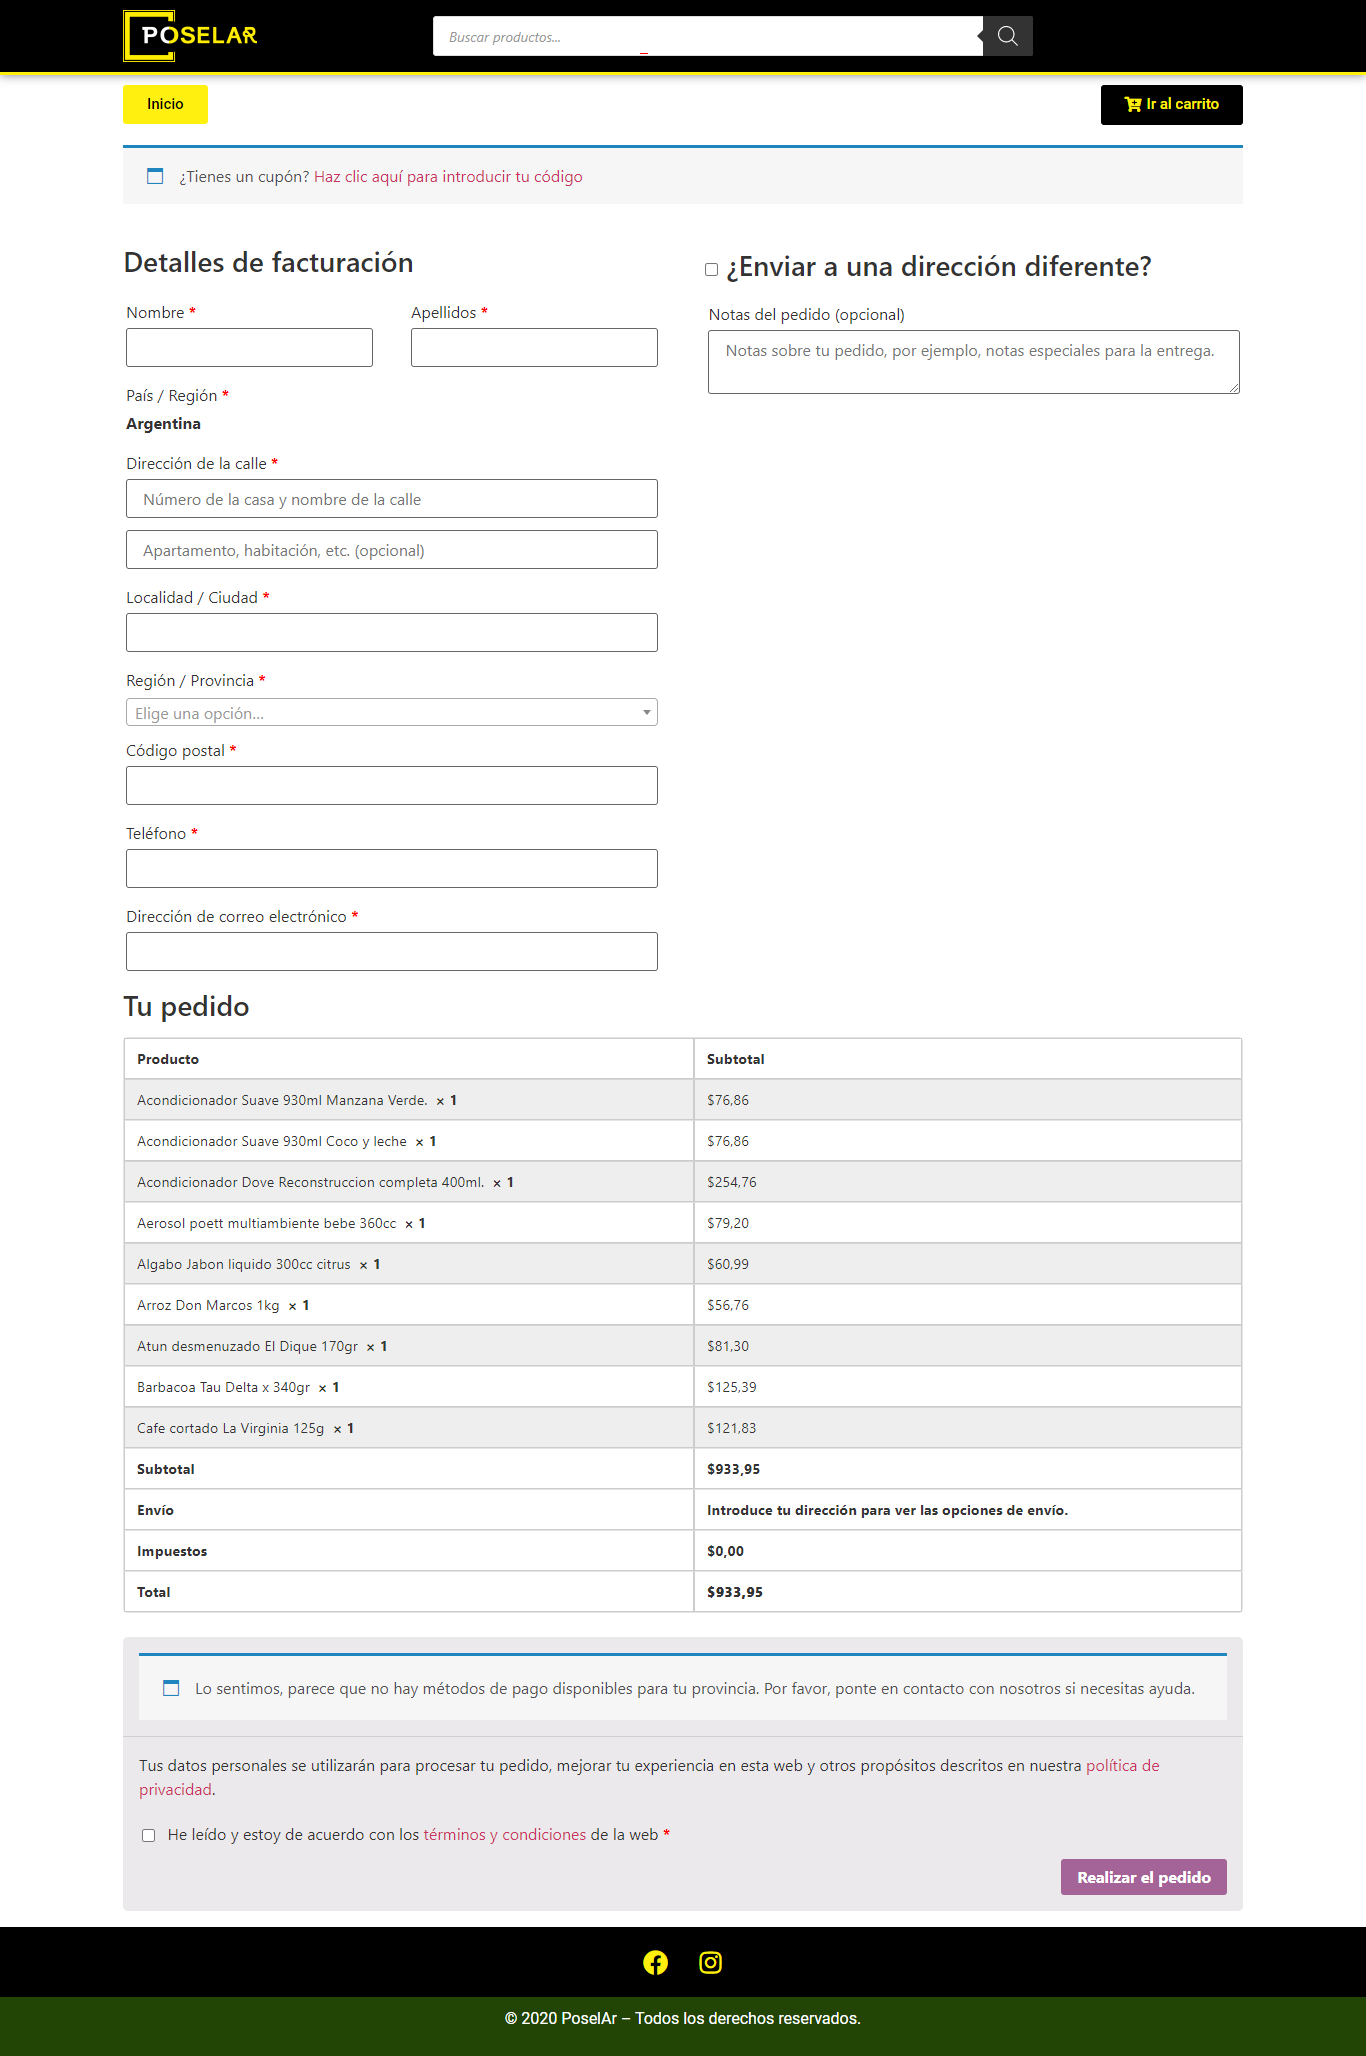 POSELAR
Buscar productos...
Inicio
Ir al carrito
¿Tienes un cupón? Haz clic aquí para introducir tu código
Detalles de facturación
¿Enviar a una dirección diferente?
Nombre *
Apellidos *
Notas del pedido (opcional)
Notas sobre tu pedido, por ejemplo, notas especiales para la entrega.
País / Región *
Argentina
Dirección de la calle *
Número de la casa y nombre de la calle
Apartamento, habitación, etc. (opcional)
Localidad / Ciudad *
Región / Provincia *
Elige una opción...
Código postal *
Teléfono *
Dirección de correo electrónico *
Tu pedido
Producto Subtotal
Acondicionador Suave 930ml Manzana Verde. × 1 $76,86
Acondicionador Suave 930ml Coco y leche × 1 $76,86
Acondicionador Dove Reconstruccion completa 400ml. × 1 $254,76
Aerosol poett multiambiente bebe 360cc × 1 $79,20
Algabo Jabon liquido 300cc citrus × 1 $60,99
Arroz Don Marcos 1kg × 1 $56,76
Atun desmenuzado El Dique 170gr × 1 $81,30
Barbacoa Tau Delta x 340gr × 1 $125,39
Cafe cortado La Virginia 125g × 1 $121,83
Subtotal $933,95
Envío Introduce tu dirección para ver las opciones de envío.
Impuestos $0,00
Total $933,95
Lo sentimos, parece que no hay métodos de pago disponibles para tu provincia. Por favor, ponte en contacto con nosotros si necesitas ayuda.
Tus datos personales se utilizarán para procesar tu pedido, mejorar tu experiencia en esta web y otros propósitos descritos en nuestra política de
privacidad.
He leído y estoy de acuerdo con los términos y condiciones de la web *
Realizar el pedido
© 2020 PoselAr – Todos los derechos reservados.